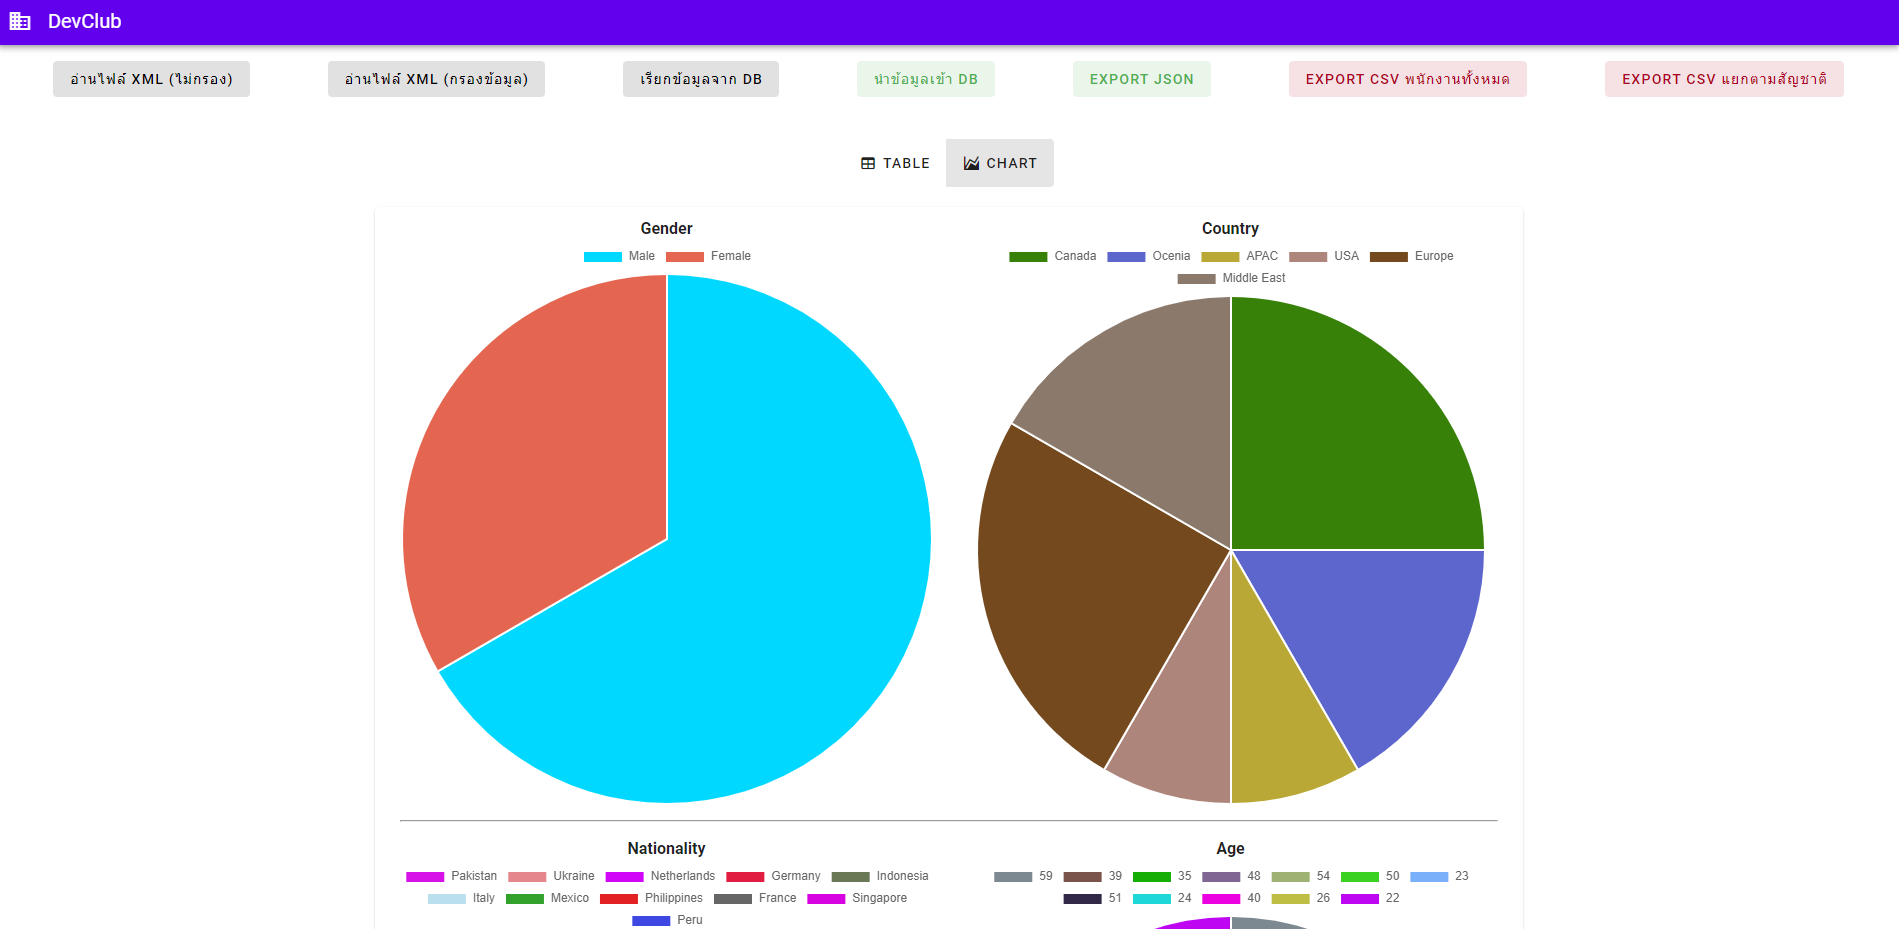 DevClub
อ่านไฟล์ XML (ไม่กรอง)
อ่านไฟล์ XML (กรองข้อมูล)
เรียกข้อมูลจาก DB
นำข้อมูลเข้า DB
EXPORT JSON
EXPORT CSV พนักงานทั้งหมด
EXPORT CSV แยกตามสัญชาติ
TABLE
CHART
Gender
Male Female
Country
Canada Ocenia APAC USA Europe
Middle East
Nationality
Pakistan Ukraine Netherlands Germany Indonesia
Italy Mexico Philippines France Singapore
Peru
Age
59 39 35 48 54 50 23
51 24 40 26 22